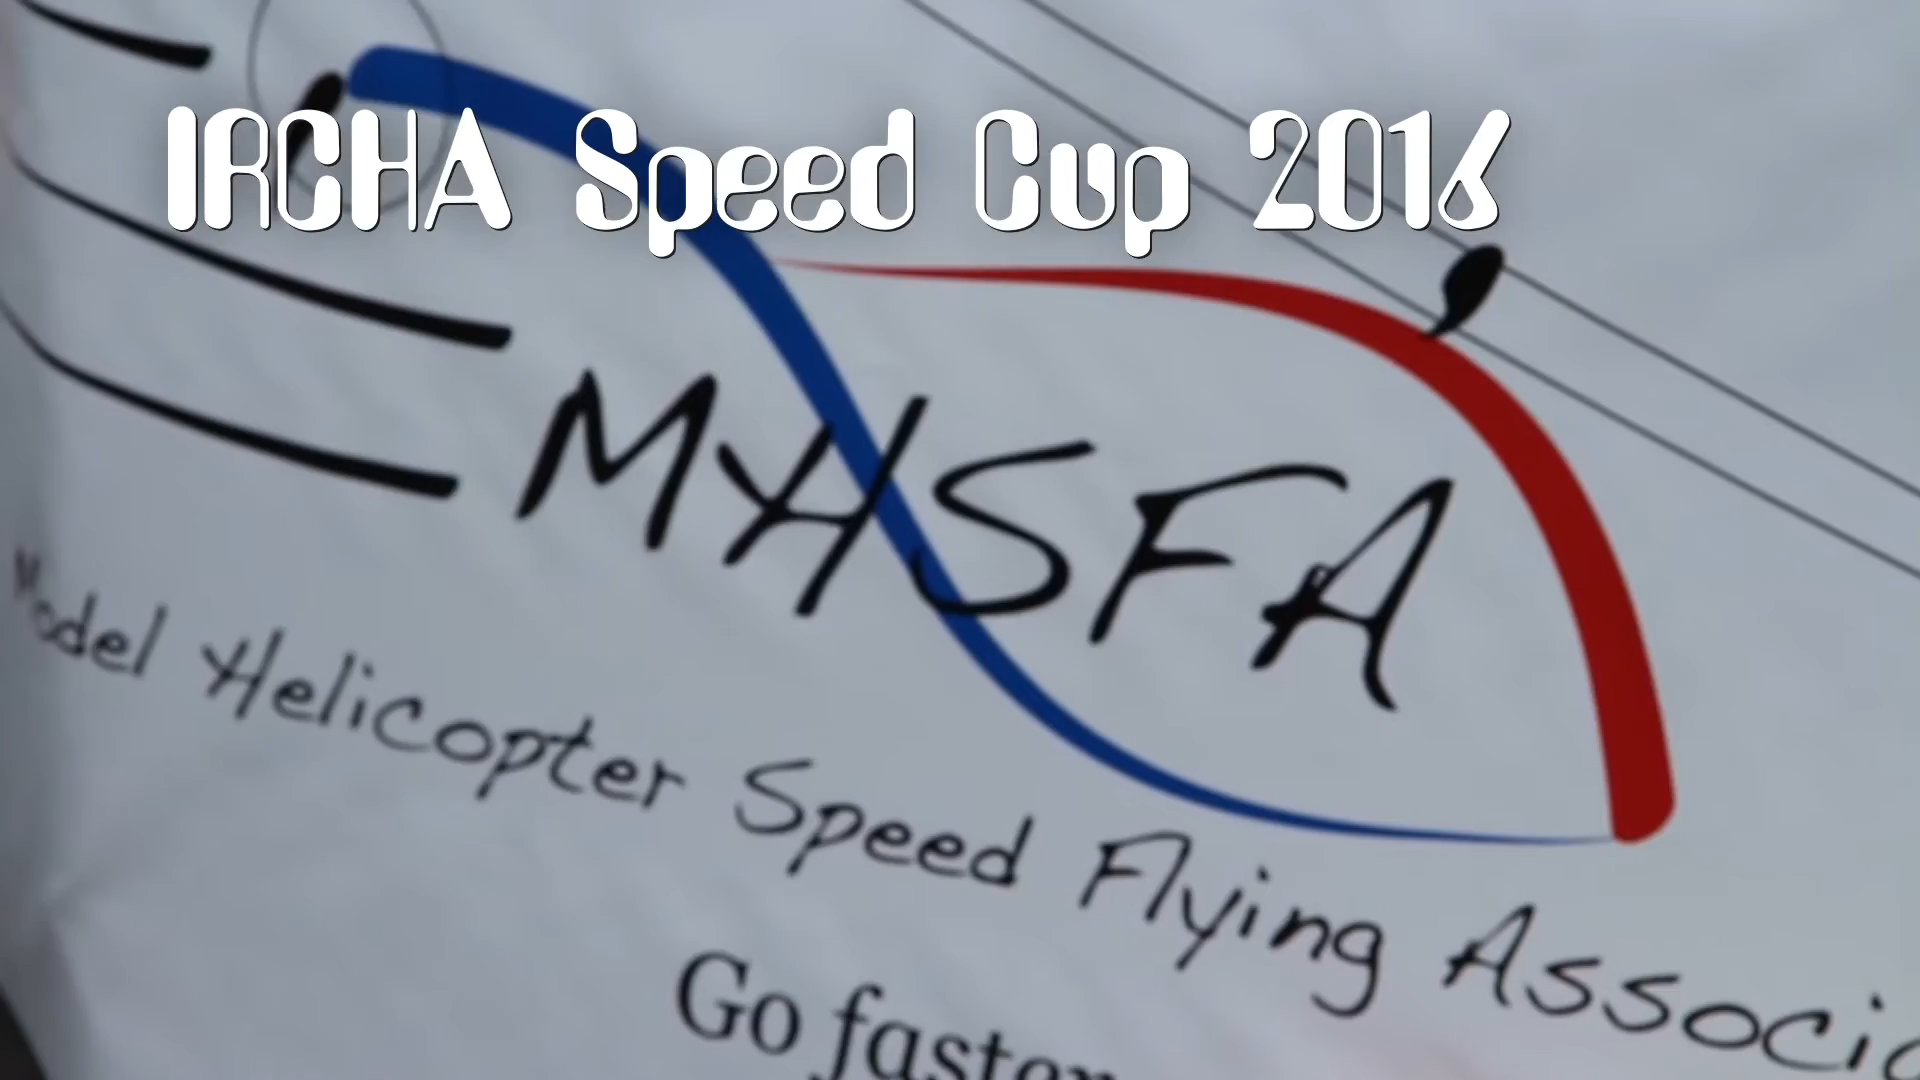 IRCHA Speed Cup 2016
MHSFA
Model Helicopter Speed Flying Associ
Go faster